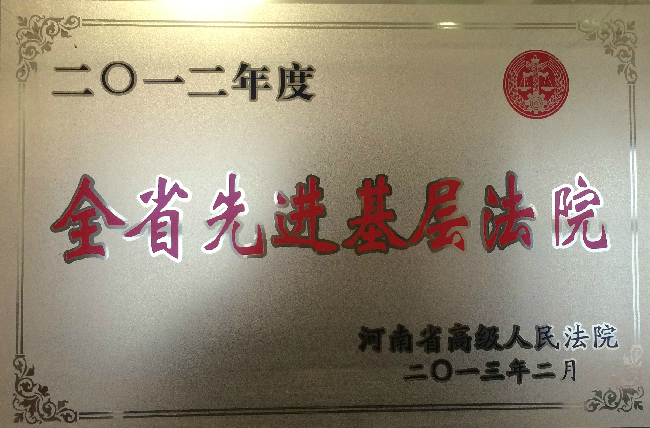 二〇一二年度
全省先进基层法院
河南省高级人民法院
二〇一三年二月